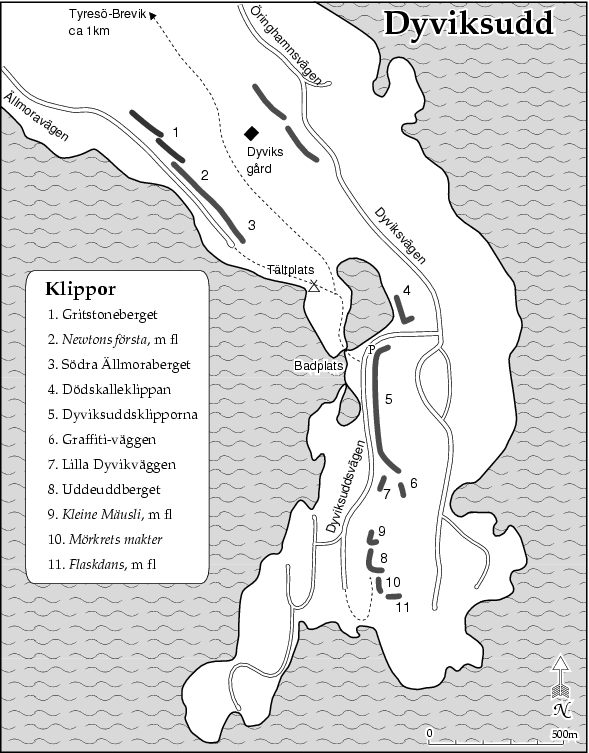 Tyresö-Brevik
ca 1km
Dyviksudd
Öringhamnsvägen
Ällmoravägen
1
Dyviks
gård
2
3
Dyviksvägen
Tältplats
4
Klippor
1. Gritstoneberget
2. Newtons första, m fl
3. Södra Ällmoraberget
4. Dödskalleklippan
5. Dyviksuddsklipporna
6. Graffiti-väggen
7. Lilla Dyvikväggen
8. Uddeuddberget
9. Kleine Mäusli, m fl
10. Mörkrets makter
11. Flaskdans, m fl
P
Badplats
5
Dyviksuddsvägen
6
7
9
8
10
11
N
0
500m